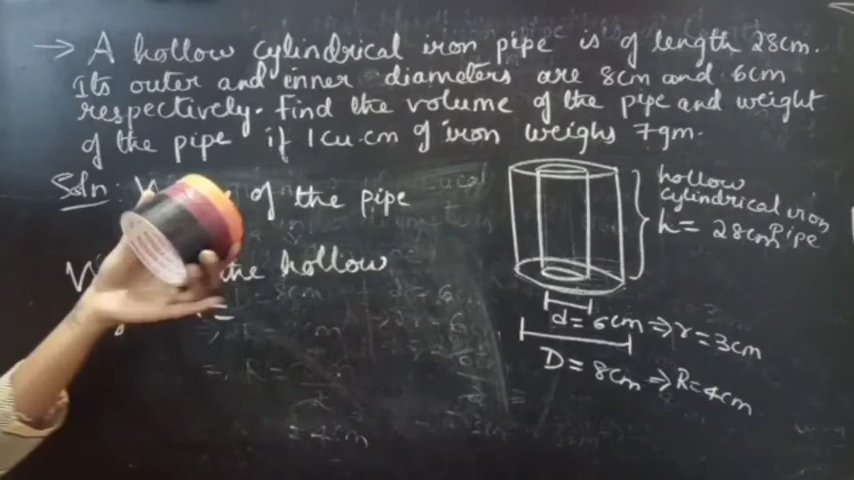 → A hollow cylindrical iron pipe is of length 28cm.
Its outer and inner diameters are 8cm and 6cm
respectively. Find the volume of the pipe and weight
of the pipe if 1cu.cm of iron weighs 7gm.
Soln:
of the pipe
the hollow
hollow
cylindrical iron
pipe
h = 28cm
d = 6cm ⇒ r = 3cm
D = 8cm ⇒ R = 4cm